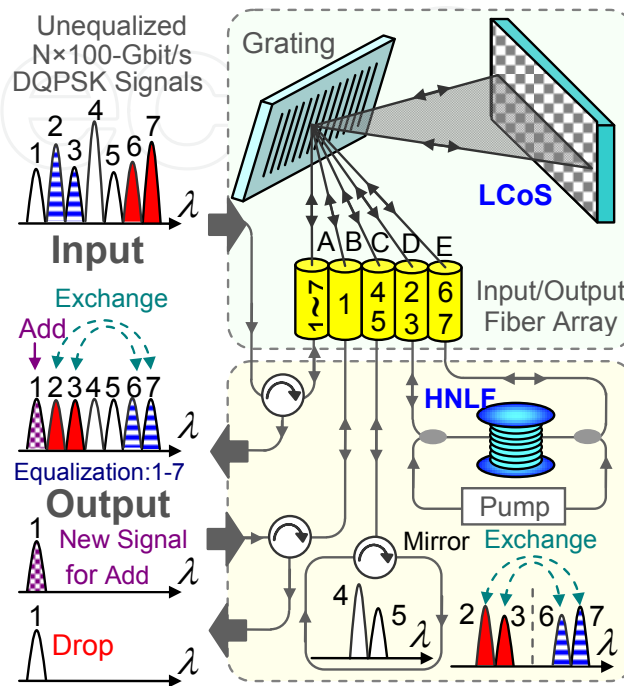 Unequalized
N×100-Gbit/s
DQPSK Signals
1 2 3 4 5 6 7
λ
Input
Exchange
Add
1 2 3 4 5 6 7
λ
Equalization:1-7
Output
1
New Signal
for Add
λ
1
Drop
λ
Grating
LCoS
A B C D E
1~7
1
4
5
2
3
6
7
Input/Output
Fiber Array
HNLF
Pump
Mirror
4
5
λ
Exchange
2 3 6 7
λ